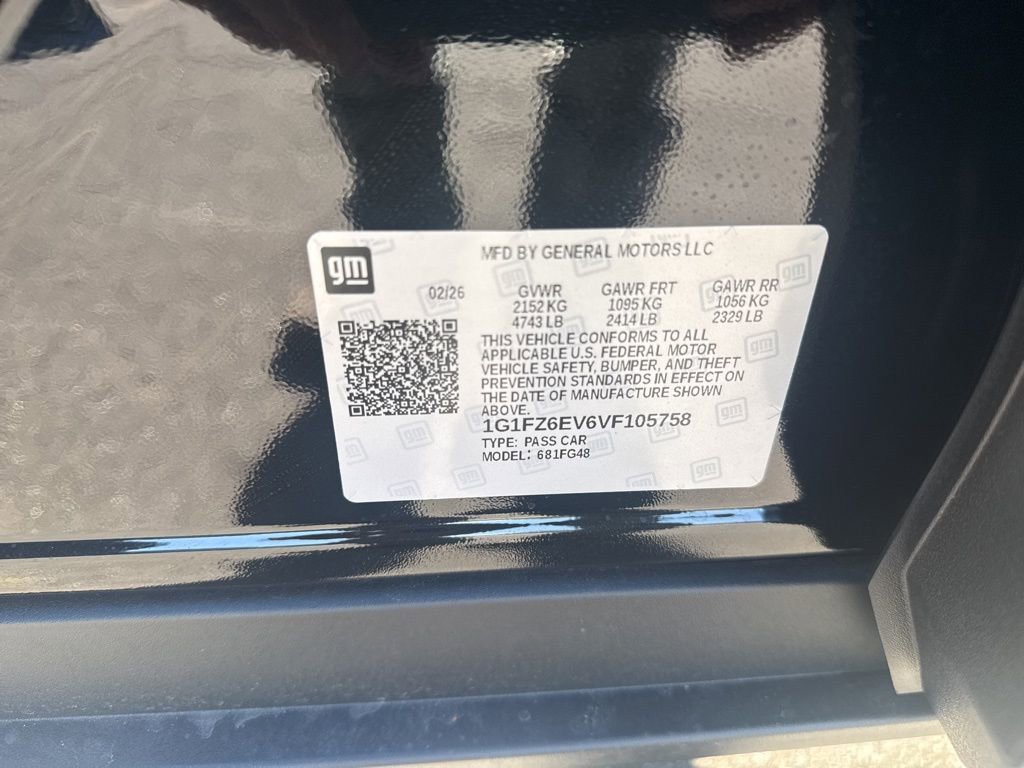 gm
MFD BY GENERAL MOTORS LLC
02/26 GVWR GAWR FRT GAWR RR
2152 KG 1095 KG 1056 KG
4743 LB 2414 LB 2329 LB
THIS VEHICLE CONFORMS TO ALL
APPLICABLE U.S. FEDERAL MOTOR
VEHICLE SAFETY, BUMPER, AND THEFT
PREVENTION STANDARDS IN EFFECT ON
THE DATE OF MANUFACTURE SHOWN
ABOVE.
1G1FZ6EV6VF105758
TYPE: PASS CAR
MODEL: 681FG48